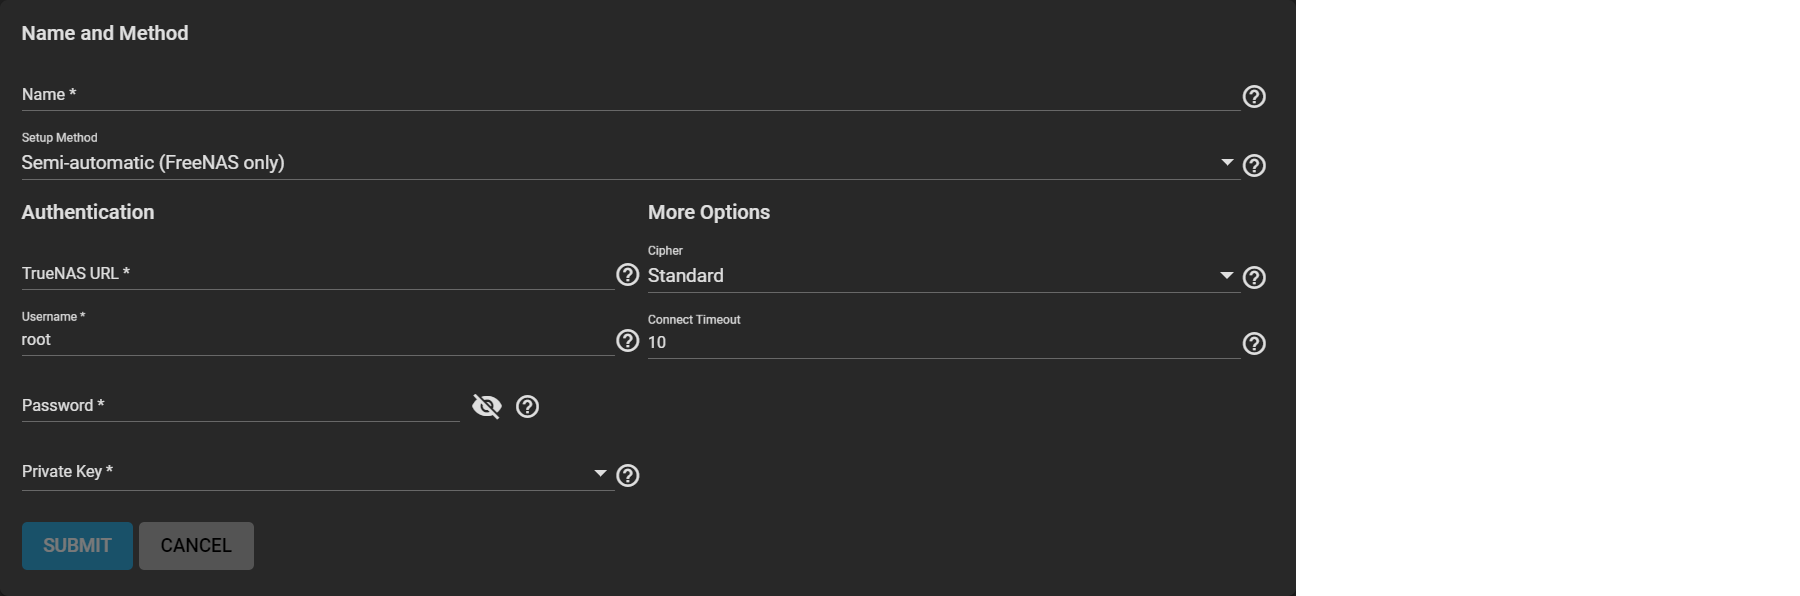 Name and Method
Name *
Setup Method
Semi-automatic (FreeNAS only)
Authentication
TrueNAS URL *
Username *
root
Password *
Private Key *
More Options
Cipher
Standard
Connect Timeout
10
SUBMIT
CANCEL